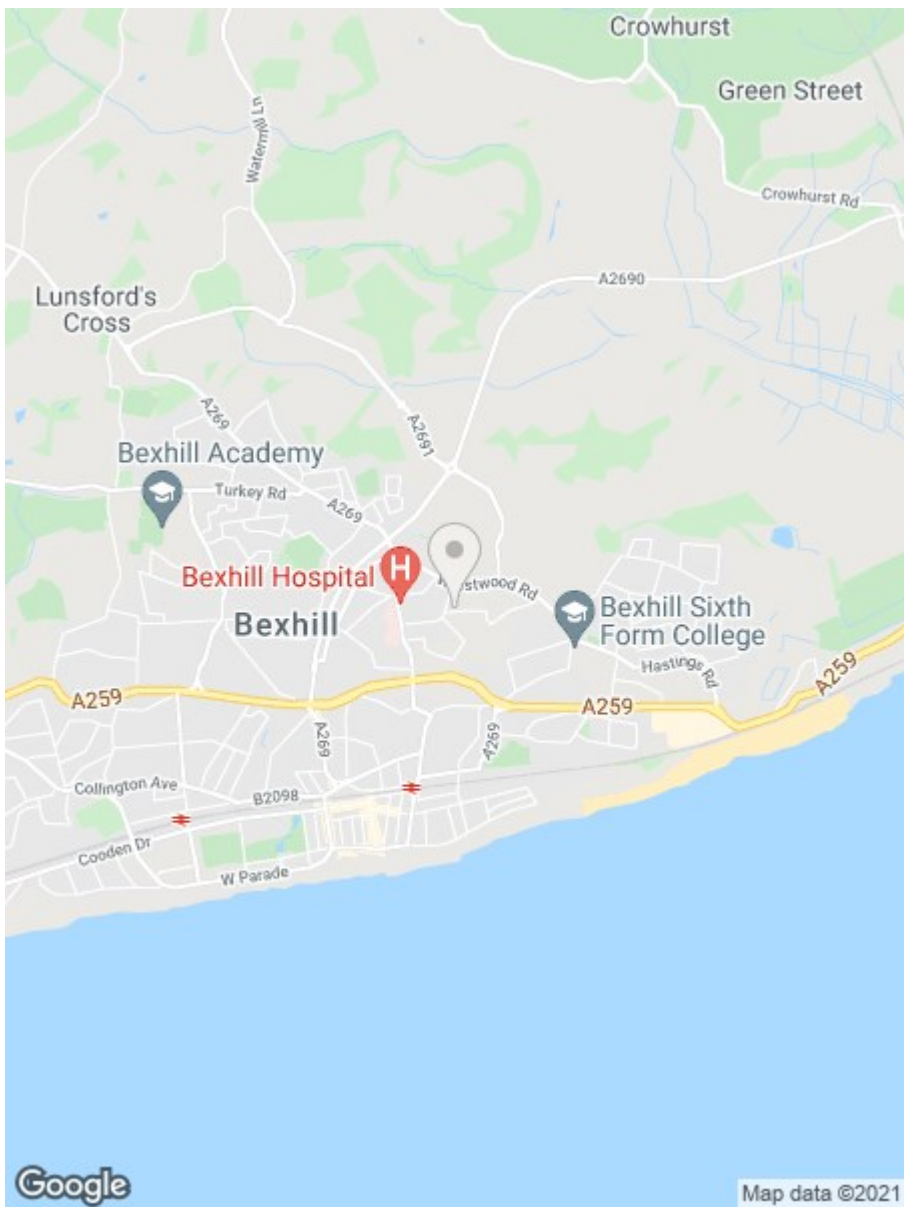 Crowhurst
Green Street
Watermill Ln
Crowhurst Rd
A2690
Lunsford's
Cross
A269
A2691
Bexhill Academy
Turkey Rd
A269
Bexhill Hospital
H
Bexhill
Bexhill Sixth
Form College
Hastings Rd
A259
A259
A259
A269
A269
Collington Ave
B2098
Cooden Dr
W Parade
Google
Map data ©2021